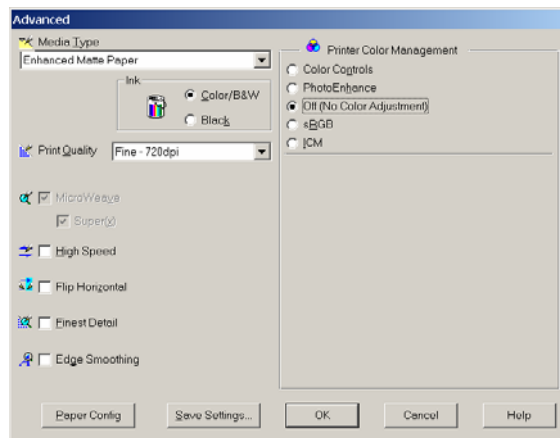 Advanced
Media Type
Enhanced Matte Paper
Ink
Color/B&W
Black
Print Quality
Fine - 720dpi
MicroWeave
Super(y)
High Speed
Flip Horizontal
Finest Detail
Edge Smoothing
Printer Color Management
Color Controls
PhotoEnhance
Off (No Color Adjustment)
sRGB
ICM
Paper Config
Save Settings...
OK
Cancel
Help